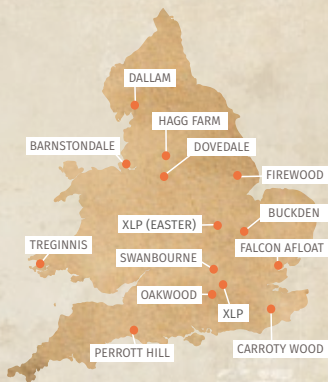 DALLAM
HAGG FARM
BARNSTONDALE
DOVEDALE
FIREWOOD
BUCKDEN
XLP (EASTER)
TREGINNIS
FALCON AFLOAT
SWANBOURNE
OAKWOOD
XLP
PERROTT HILL
CARROTY WOOD